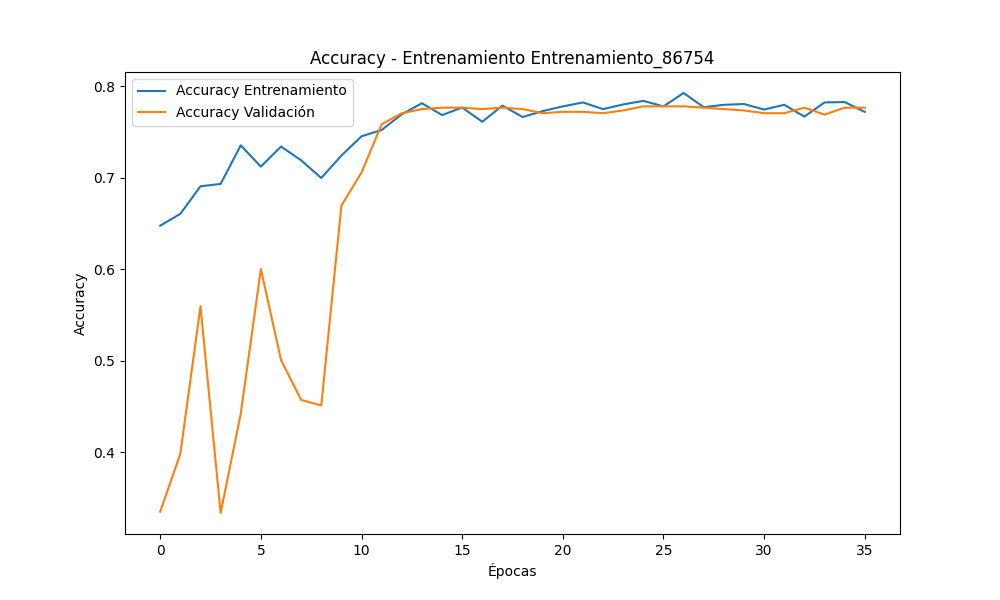 Accuracy - Entrenamiento Entrenamiento_86754
Accuracy Entrenamiento
Accuracy Validación
0.8
0.7
0.6
0.5
0.4
Accuracy
0 5 10 15 20 25 30 35
Épocas